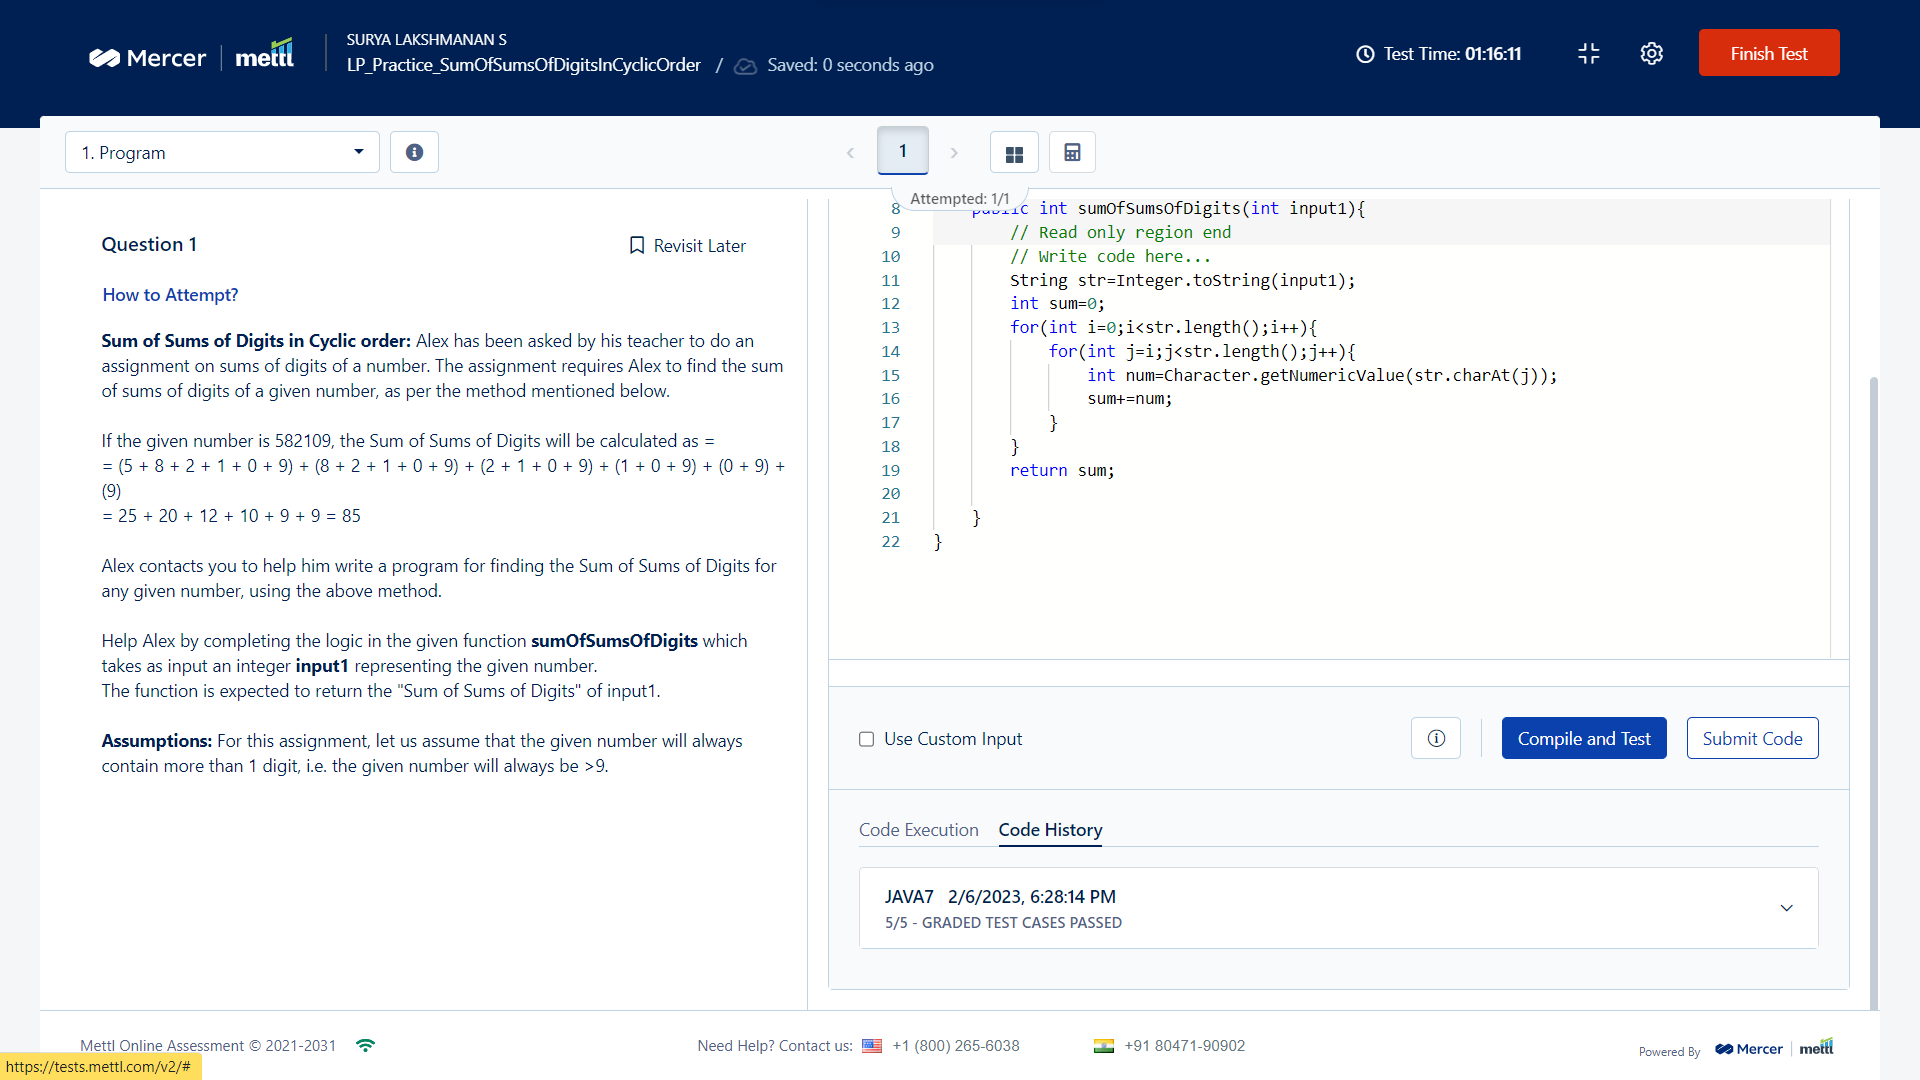 Mercer | mettl
SURYA LAKSHMANAN S
LP_Practice_SumOfSumsOfDigitsInCyclicOrder / Saved: 0 seconds ago
Test Time: 01:16:11
Finish Test
1. Program
1
Attempted: 1/1
Question 1
Revisit Later
How to Attempt?
Sum of Sums of Digits in Cyclic order: Alex has been asked by his teacher to do an
assignment on sums of digits of a number. The assignment requires Alex to find the sum
of sums of digits of a given number, as per the method mentioned below.
If the given number is 582109, the Sum of Sums of Digits will be calculated as =
= (5 + 8 + 2 + 1 + 0 + 9) + (8 + 2 + 1 + 0 + 9) + (2 + 1 + 0 + 9) + (1 + 0 + 9) + (0 + 9) +
(9)
= 25 + 20 + 12 + 10 + 9 + 9 = 85
Alex contacts you to help him write a program for finding the Sum of Sums of Digits for
any given number, using the above method.
Help Alex by completing the logic in the given function sumOfSumsOfDigits which
takes as input an integer input1 representing the given number.
The function is expected to return the "Sum of Sums of Digits" of input1.
Assumptions: For this assignment, let us assume that the given number will always
contain more than 1 digit, i.e. the given number will always be >9.
8 public int sumOfSumsOfDigits(int input1){
9 // Read only region end
10 // Write code here...
11 String str=Integer.toString(input1);
12 int sum=0;
13 for(int i=0;i<str.length();i++){
14 for(int j=i;j<str.length();j++){
15 int num=Character.getNumericValue(str.charAt(j));
16 sum+=num;
17 }
18 }
19 return sum;
20
21 }
22 }
Use Custom Input
Compile and Test
Submit Code
Code Execution
Code History
JAVA7 2/6/2023, 6:28:14 PM
5/5 - GRADED TEST CASES PASSED
Mettl Online Assessment © 2021-2031
Need Help? Contact us: +1 (800) 265-6038
+91 80471-90902
Powered By Mercer | mettl
https://tests.mettl.com/v2/#